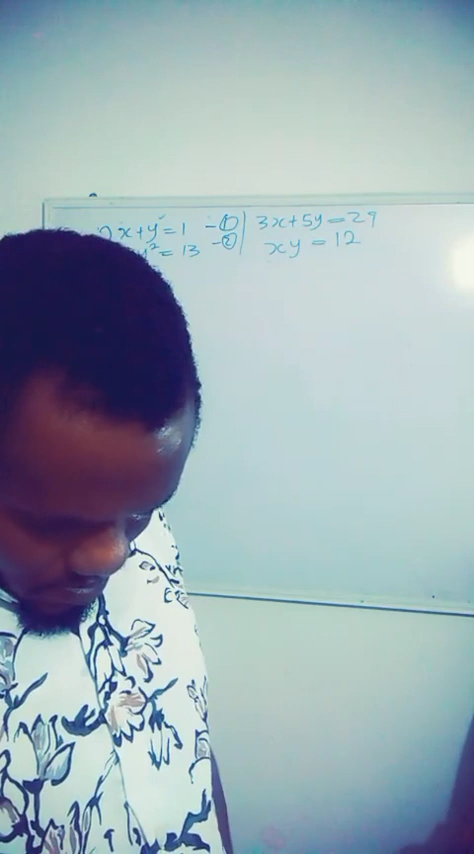 x+y=1 -①
y²=13 -②
3x+5y=29
xy=12